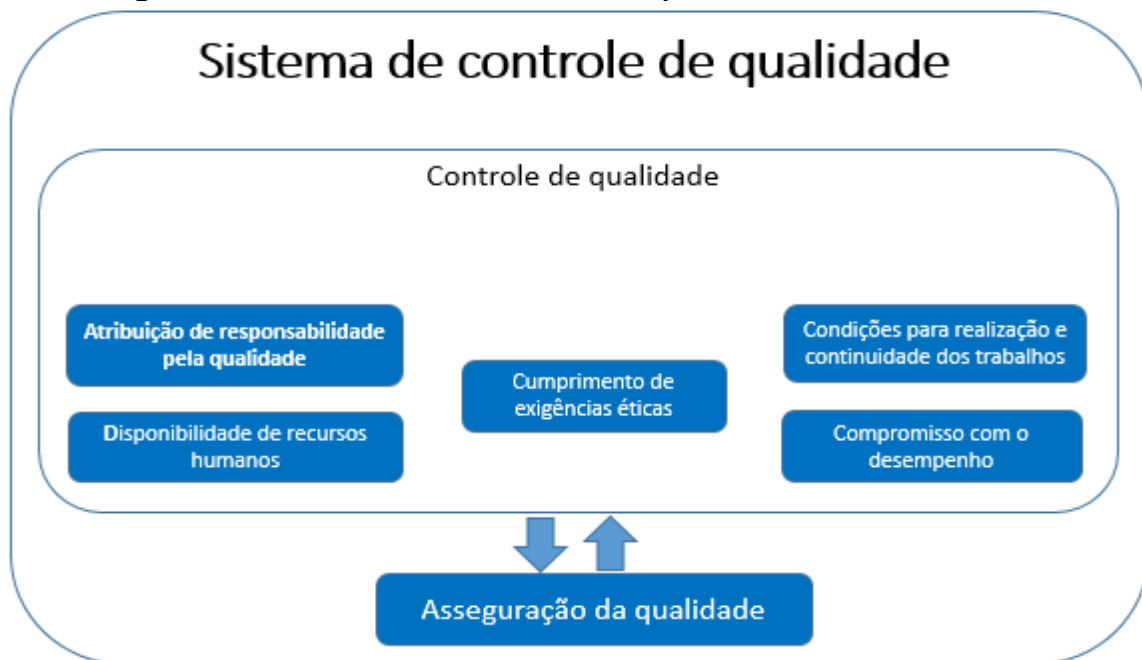 Sistema de controle de qualidade
Controle de qualidade
Atribuição de responsabilidade
pela qualidade
Disponibilidade de recursos
humanos
Cumprimento de
exigências éticas
Condições para realização e
continuidade dos trabalhos
Compromisso com o
desempenho
Asseguração da qualidade